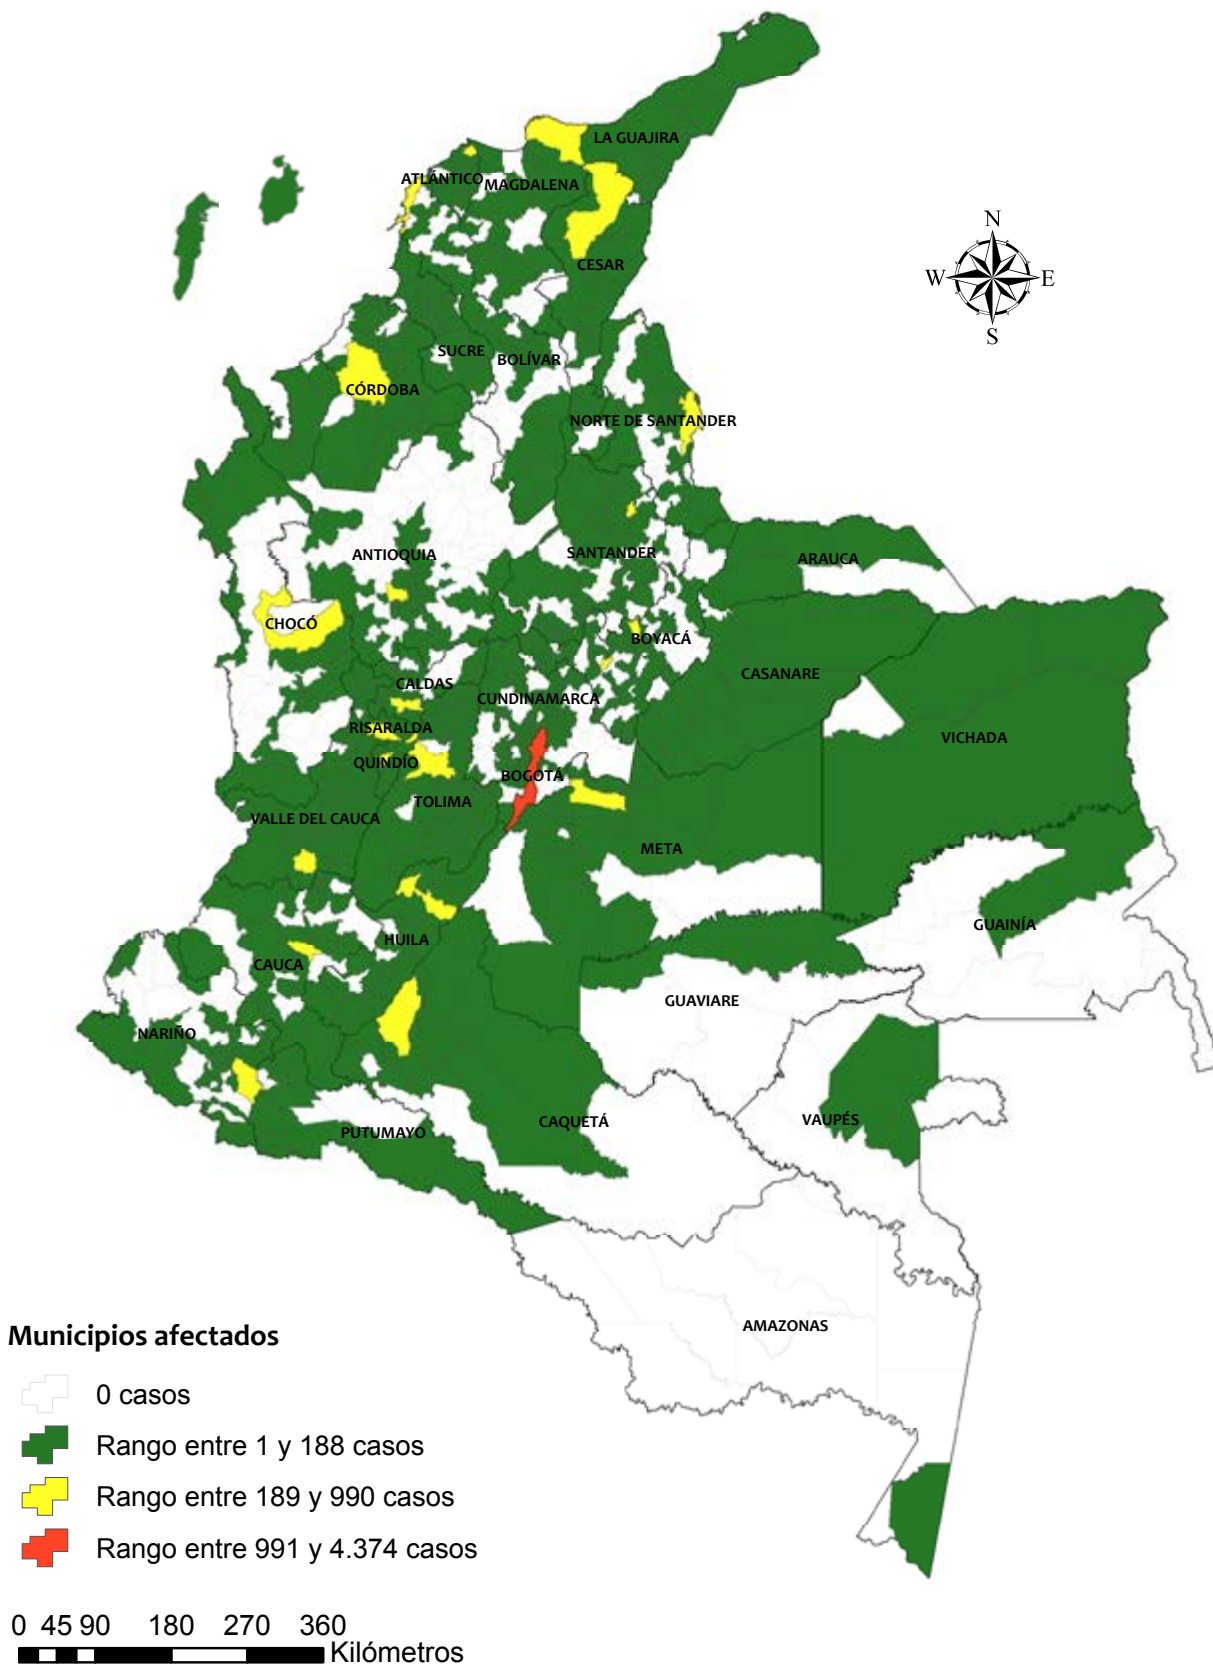 LA GUAJIRA
ATLÁNTICO
MAGDALENA
N
W
E
S
CESAR
SUCRE
BOLÍVAR
CÓRDOBA
NORTE DE SANTANDER
ANTIOQUIA
SANTANDER
ARAUCA
CHOCÓ
BOYACÁ
CASANARE
CALDAS
CUNDINAMARCA
RISARALDA
VICHADA
QUINDÍO
BOGOTÁ
TOLIMA
VALLE DEL CAUCA
META
GUAINÍA
HUILA
CAUCA
GUAVIARE
NARIÑO
CAQUETÁ
VAUPÉS
PUTUMAYO
AMAZONAS
Municipios afectados
0 casos
Rango entre 1 y 188 casos
Rango entre 189 y 990 casos
Rango entre 991 y 4.374 casos
0 45 90 180 270 360
Kilómetros